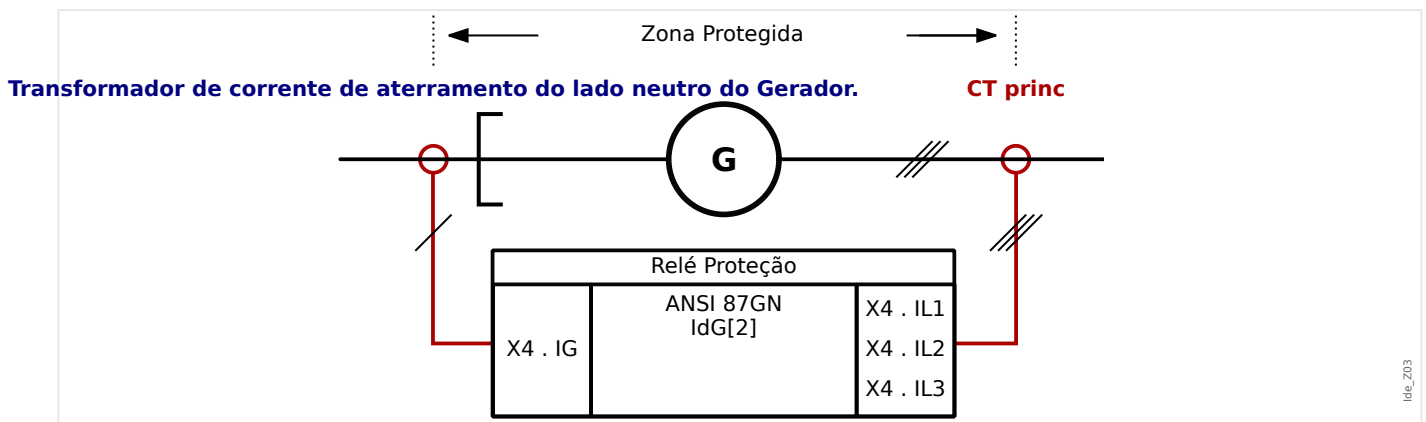 Zona Protegida
Transformador de corrente de aterramento do lado neutro do Gerador.
CT princ
G
Relé Proteção
X4 . IG
ANSI 87GN
IdG[2]
X4 . IL1
X4 . IL2
X4 . IL3
Ide_Z03